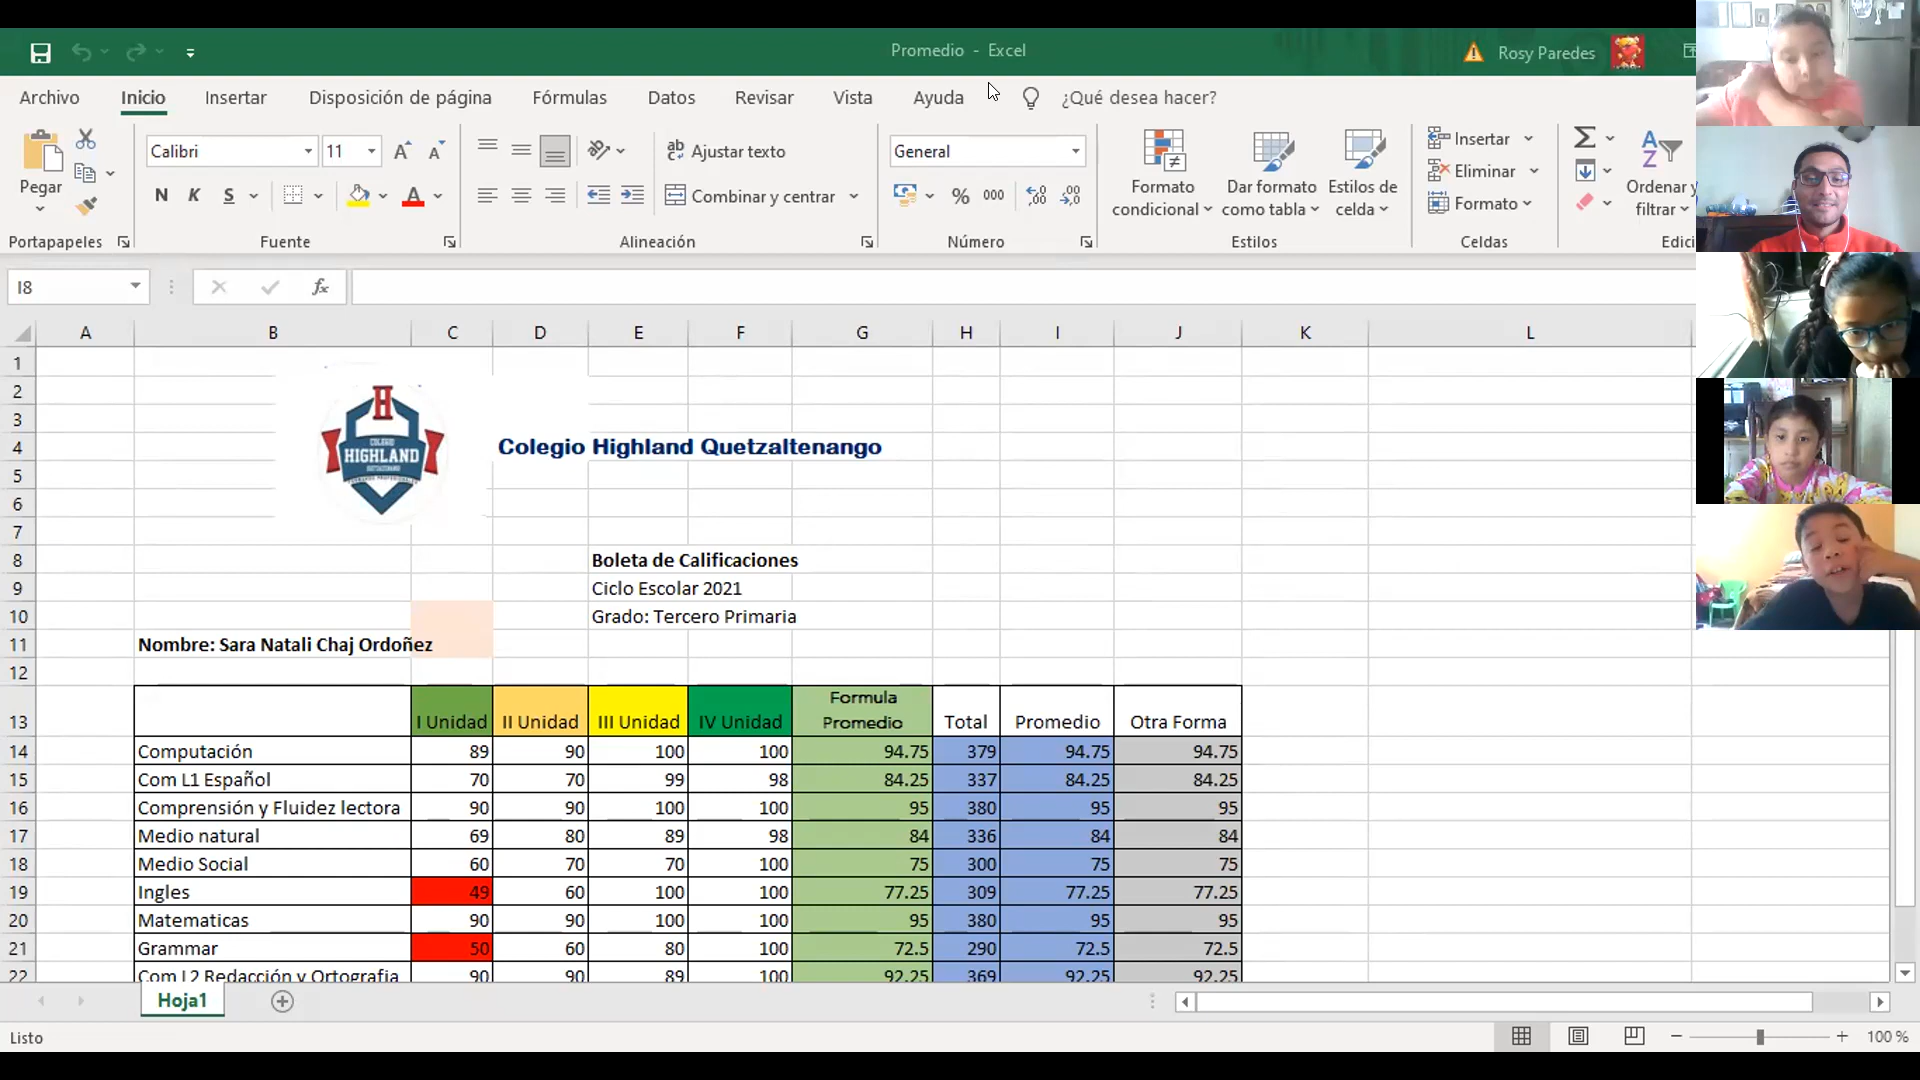 Promedio - Excel
Rosy Paredes
Archivo Inicio Insertar Disposición de página Fórmulas Datos Revisar Vista Ayuda ¿Qué desea hacer?
Pegar
Calibri 11
N K S
Ajustar texto
Combinar y centrar
General
% 000
Formato condicional
Dar formato como tabla
Estilos de celda
Insertar
Eliminar
Formato
Ordenar y filtrar
Portapapeles Fuente Alineación Número Estilos Celdas Edici
I8 fx
A B C D E F G H I J K L
1
2
3
4 Colegio Highland Quetzaltenango
H
COLEGIO
HIGHLAND
5
6
7
8 Boleta de Calificaciones
9 Ciclo Escolar 2021
10 Grado: Tercero Primaria
11 Nombre: Sara Natali Chaj Ordoñez
12
13 I Unidad II Unidad III Unidad IV Unidad Formula Promedio Total Promedio Otra Forma
14 Computación 89 90 100 100 94.75 379 94.75 94.75
15 Com L1 Español 70 70 99 98 84.25 337 84.25 84.25
16 Comprensión y Fluidez lectora 90 90 100 100 95 380 95 95
17 Medio natural 69 80 89 98 84 336 84 84
18 Medio Social 60 70 70 100 75 300 75 75
19 Ingles 49 60 100 100 77.25 309 77.25 77.25
20 Matematicas 90 90 100 100 95 380 95 95
21 Grammar 50 60 80 100 72.5 290 72.5 72.5
22 Com L2 Redacción y Ortografia 90 90 89 100 92.25 369 92.25 92.25
Hoja1
Listo
100 %